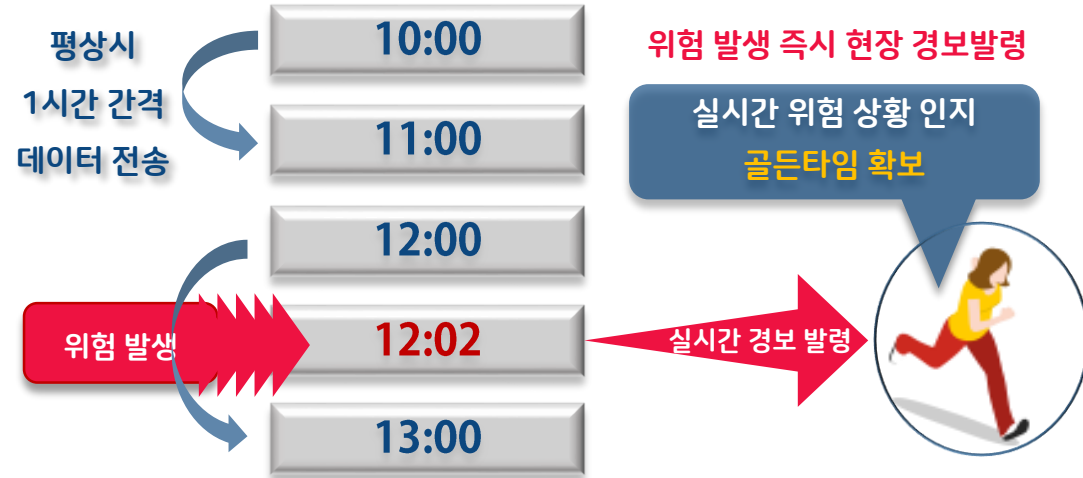 평상시
1시간 간격
데이터 전송
10:00
11:00
12:00
12:02
13:00
위험 발생
실시간 경보 발령
위험 발생 즉시 현장 경보발령
실시간 위험 상황 인지
골든타임 확보